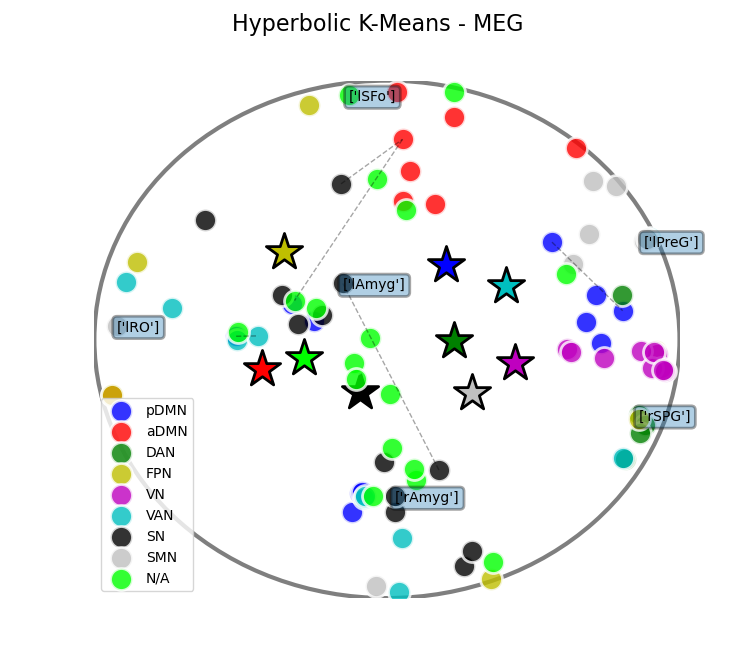 Hyperbolic K-Means - MEG
['lSFo']
['lPreG']
['lAmyg']
['lRO']
['rSPG']
['rAmyg']
pDMN
aDMN
DAN
FPN
VN
VAN
SN
SMN
N/A